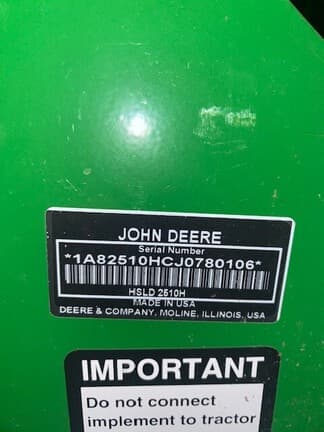 JOHN DEERE
Serial Number
*1A82510HCJ0780106*
HSLD 2510H
MADE IN USA
DEERE & COMPANY, MOLINE, ILLINOIS, USA
IMPORTANT
Do not connect
implement to tractor